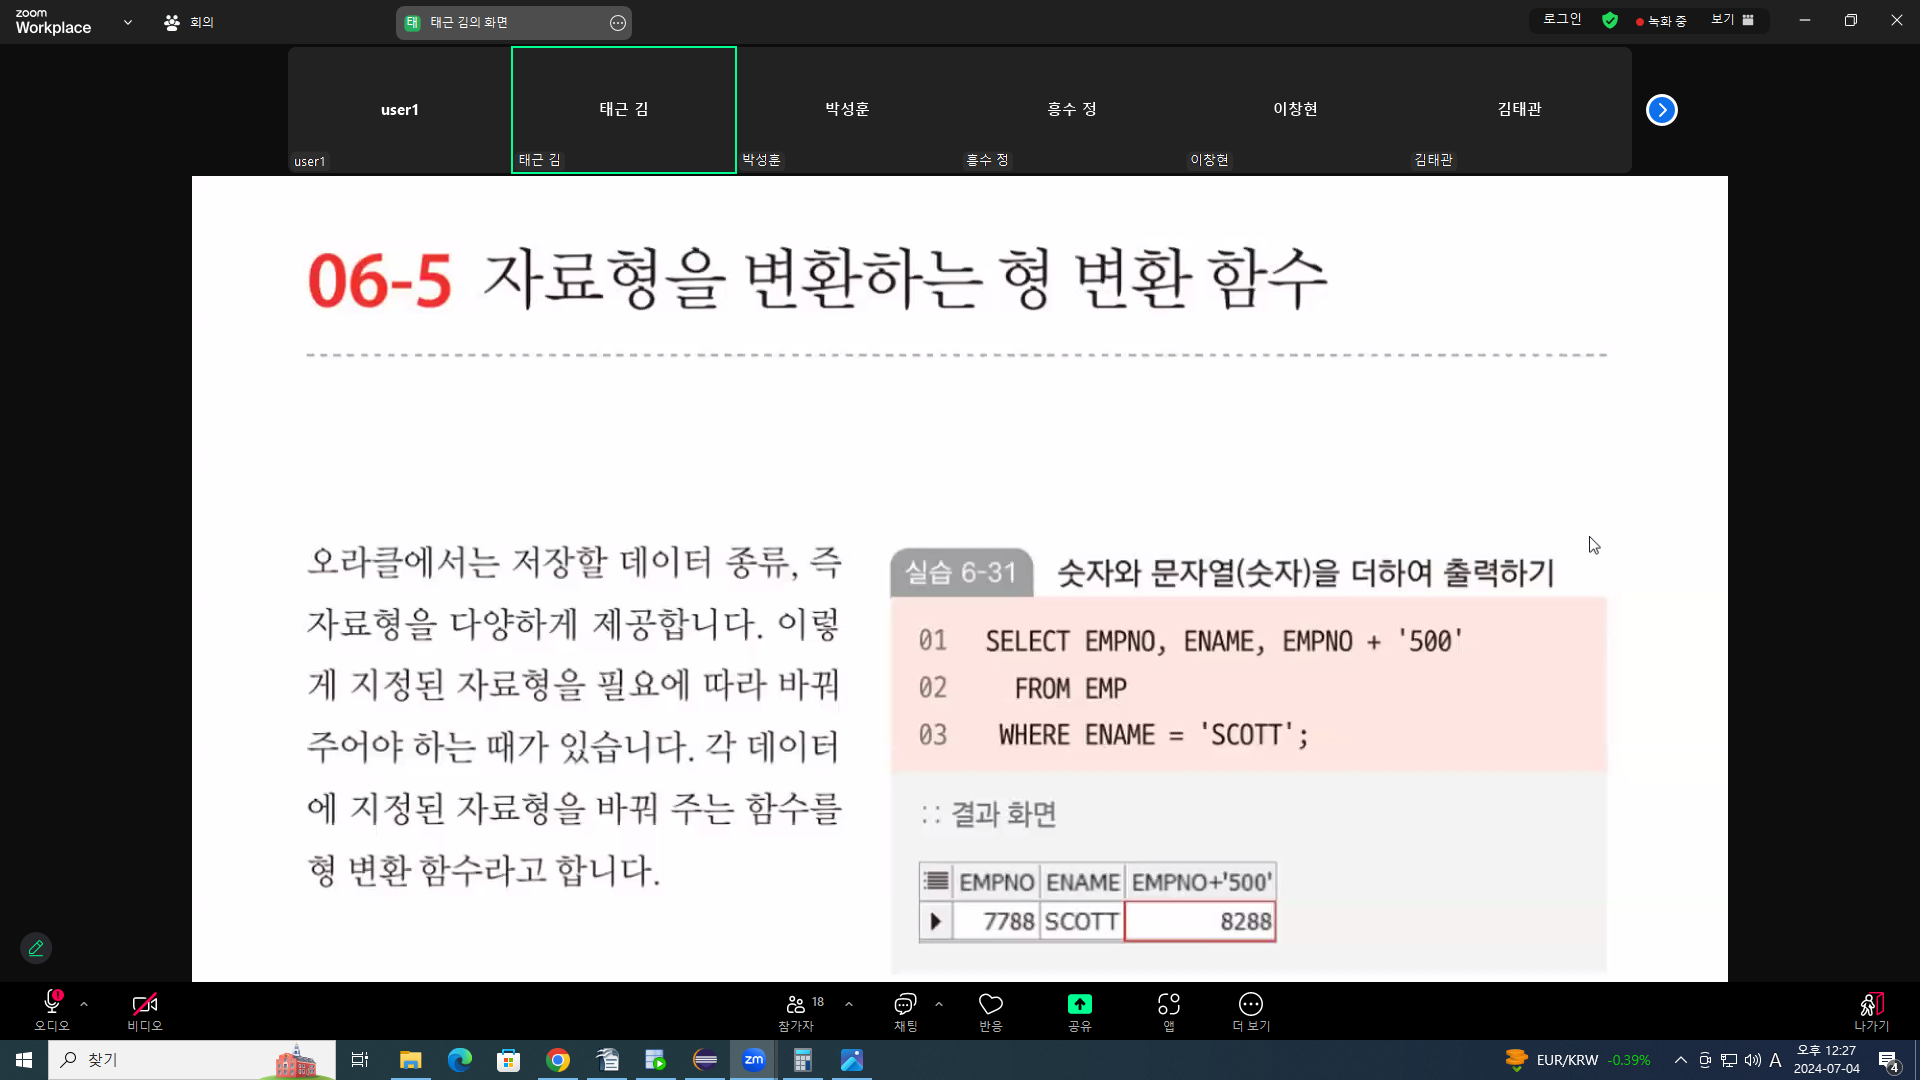 zoom
Workplace
회의
태 태근 김의 화면
로그인
녹화 중
보기
user1
태근 김
박성훈
흥수 정
이창현
김태관
user1
태근 김
박성훈
흥수 정
이창현
김태관
06-5 자료형을 변환하는 형 변환 함수
오라클에서는 저장할 데이터 종류, 즉
자료형을 다양하게 제공합니다. 이렇
게 지정된 자료형을 필요에 따라 바꿔
주어야 하는 때가 있습니다. 각 데이터
에 지정된 자료형을 바꿔 주는 함수를
형 변환 함수라고 합니다.
실습 6-31 숫자와 문자열(숫자)을 더하여 출력하기
01 SELECT EMPNO, ENAME, EMPNO + '500'
02 FROM EMP
03 WHERE ENAME = 'SCOTT';
:: 결과 화면
EMPNO ENAME EMPNO+'500'
7788 SCOTT 8288
오디오
비디오
18
참가자
채팅
반응
공유
앱
더 보기
나가기
찾기
zm
EUR/KRW -0.39%
A
오후 12:27
2024-07-04
4